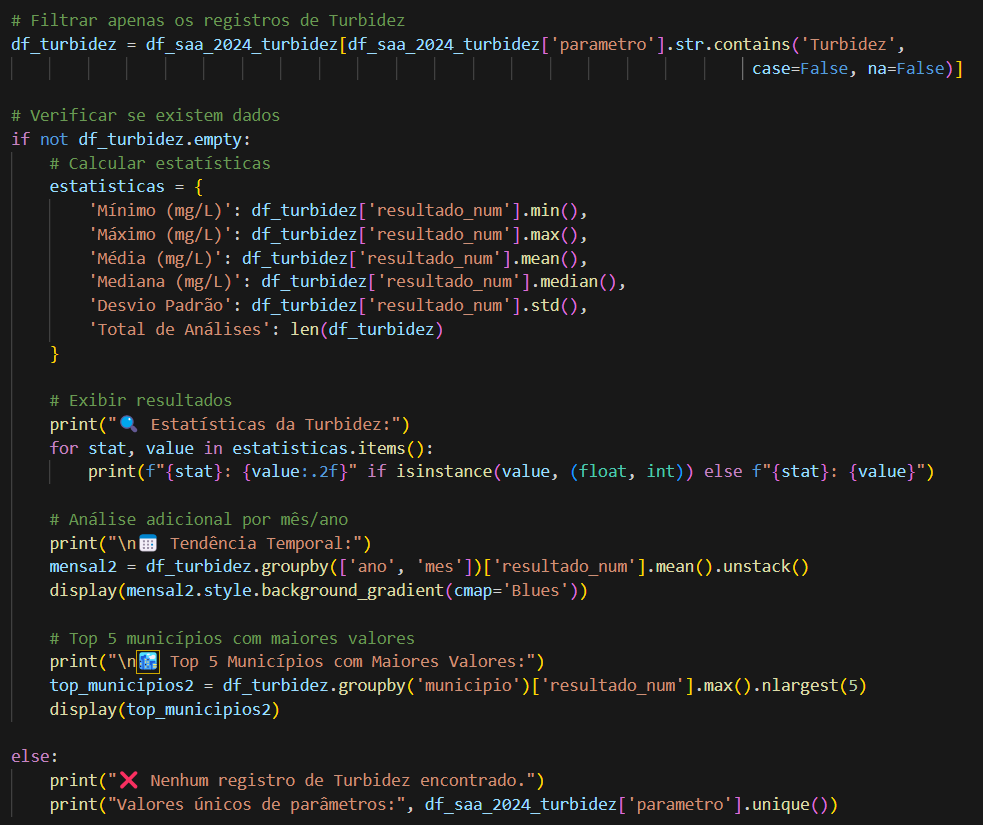 # Filtrar apenas os registros de Turbidez
df_turbidez = df_saa_2024_turbidez[df_saa_2024_turbidez['parametro'].str.contains('Turbidez',
                                                                            case=False, na=False)]

# Verificar se existem dados
if not df_turbidez.empty:
    # Calcular estatísticas
    estatisticas = {
        'Mínimo (mg/L)': df_turbidez['resultado_num'].min(),
        'Máximo (mg/L)': df_turbidez['resultado_num'].max(),
        'Média (mg/L)': df_turbidez['resultado_num'].mean(),
        'Mediana (mg/L)': df_turbidez['resultado_num'].median(),
        'Desvio Padrão': df_turbidez['resultado_num'].std(),
        'Total de Análises': len(df_turbidez)
    }

    # Exibir resultados
    print("🔍 Estatísticas da Turbidez:")
    for stat, value in estatisticas.items():
        print(f"{stat}: {value:.2f}" if isinstance(value, (float, int)) else f"{stat}: {value}")

    # Análise adicional por mês/ano
    print("\n📅 Tendência Temporal:")
    mensal2 = df_turbidez.groupby(['ano', 'mes'])['resultado_num'].mean().unstack()
    display(mensal2.style.background_gradient(cmap='Blues'))

    # Top 5 municípios com maiores valores
    print("\n🏙 Top 5 Municípios com Maiores Valores:")
    top_municipios2 = df_turbidez.groupby('municipio')['resultado_num'].max().nlargest(5)
    display(top_municipios2)

else:
    print("❌ Nenhum registro de Turbidez encontrado.")
    print("Valores únicos de parâmetros:", df_saa_2024_turbidez['parametro'].unique())